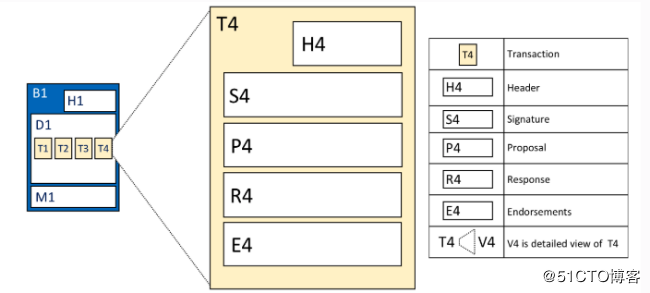 B1
H1
D1
T1 T2 T3 T4
M1
T4
H4
S4
P4
R4
E4
T4 Transaction
H4 Header
S4 Signature
P4 Proposal
R4 Response
E4 Endorsements
T4 V4 V4 is detailed view of T4
@51CTO博客